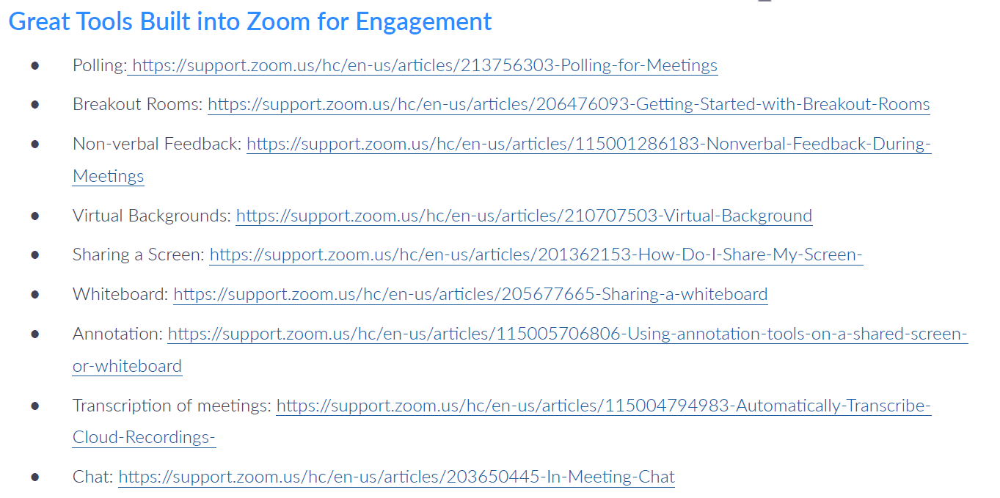 Great Tools Built into Zoom for Engagement
● Polling: https://support.zoom.us/hc/en-us/articles/213756303-Polling-for-Meetings
● Breakout Rooms: https://support.zoom.us/hc/en-us/articles/206476093-Getting-Started-with-Breakout-Rooms
● Non-verbal Feedback: https://support.zoom.us/hc/en-us/articles/115001286183-Nonverbal-Feedback-During-
Meetings
● Virtual Backgrounds: https://support.zoom.us/hc/en-us/articles/210707503-Virtual-Background
● Sharing a Screen: https://support.zoom.us/hc/en-us/articles/201362153-How-Do-I-Share-My-Screen-
● Whiteboard: https://support.zoom.us/hc/en-us/articles/205677665-Sharing-a-whiteboard
● Annotation: https://support.zoom.us/hc/en-us/articles/115005706806-Using-annotation-tools-on-a-shared-screen-
or-whiteboard
● Transcription of meetings: https://support.zoom.us/hc/en-us/articles/115004794983-Automatically-Transcribe-
Cloud-Recordings-
● Chat: https://support.zoom.us/hc/en-us/articles/203650445-In-Meeting-Chat